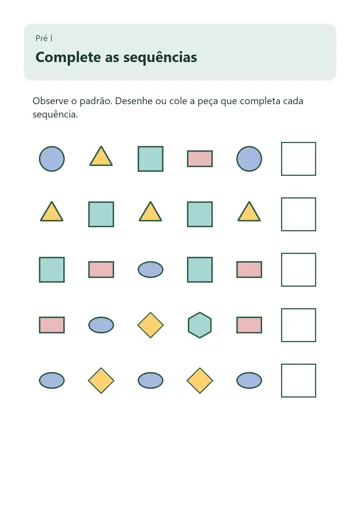 Pré I
Complete as sequências
Observe o padrão. Desenhe ou cole a peça que completa cada
sequência.